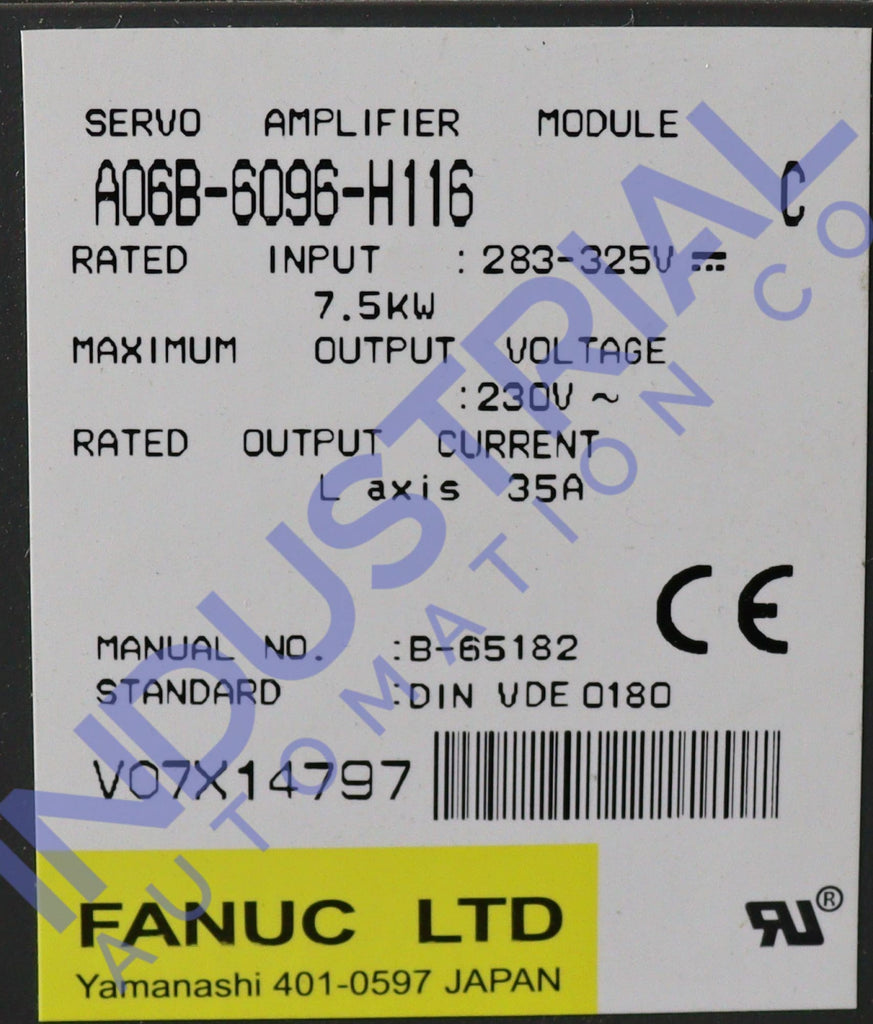 SERVO AMPLIFIER MODULE
A06B-6096-H116 C
RATED INPUT : 283-325V ⎓
7.5KW
MAXIMUM OUTPUT VOLTAGE
:230V ~
RATED OUTPUT CURRENT
L axis 35A
CE
MANUAL NO. :B-65182
STANDARD :DIN VDE 0180
V07X14797
FANUC LTD
Yamanashi 401-0597 JAPAN
RU®
INDUSTRIAL
AUTOMATION CO